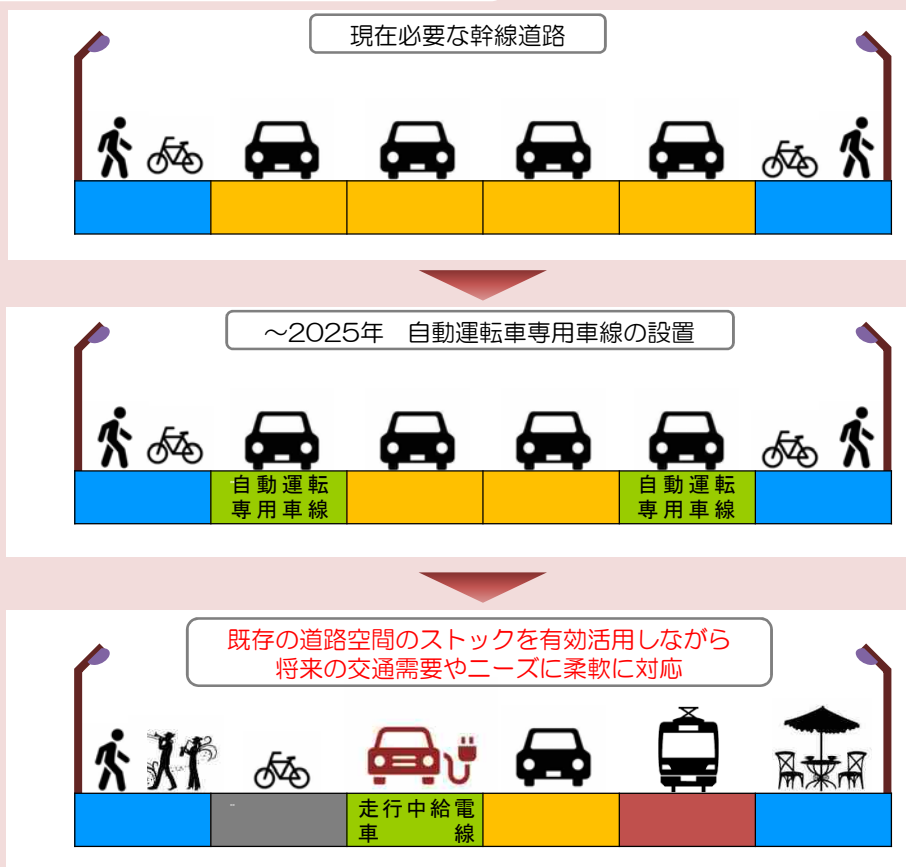 現在必要な幹線道路
～2025年　自動運転車専用車線の設置
自動運転
専用車線
自動運転
専用車線
既存の道路空間のストックを有効活用しながら
将来の交通需要やニーズに柔軟に対応
走行中給電
車　　　線